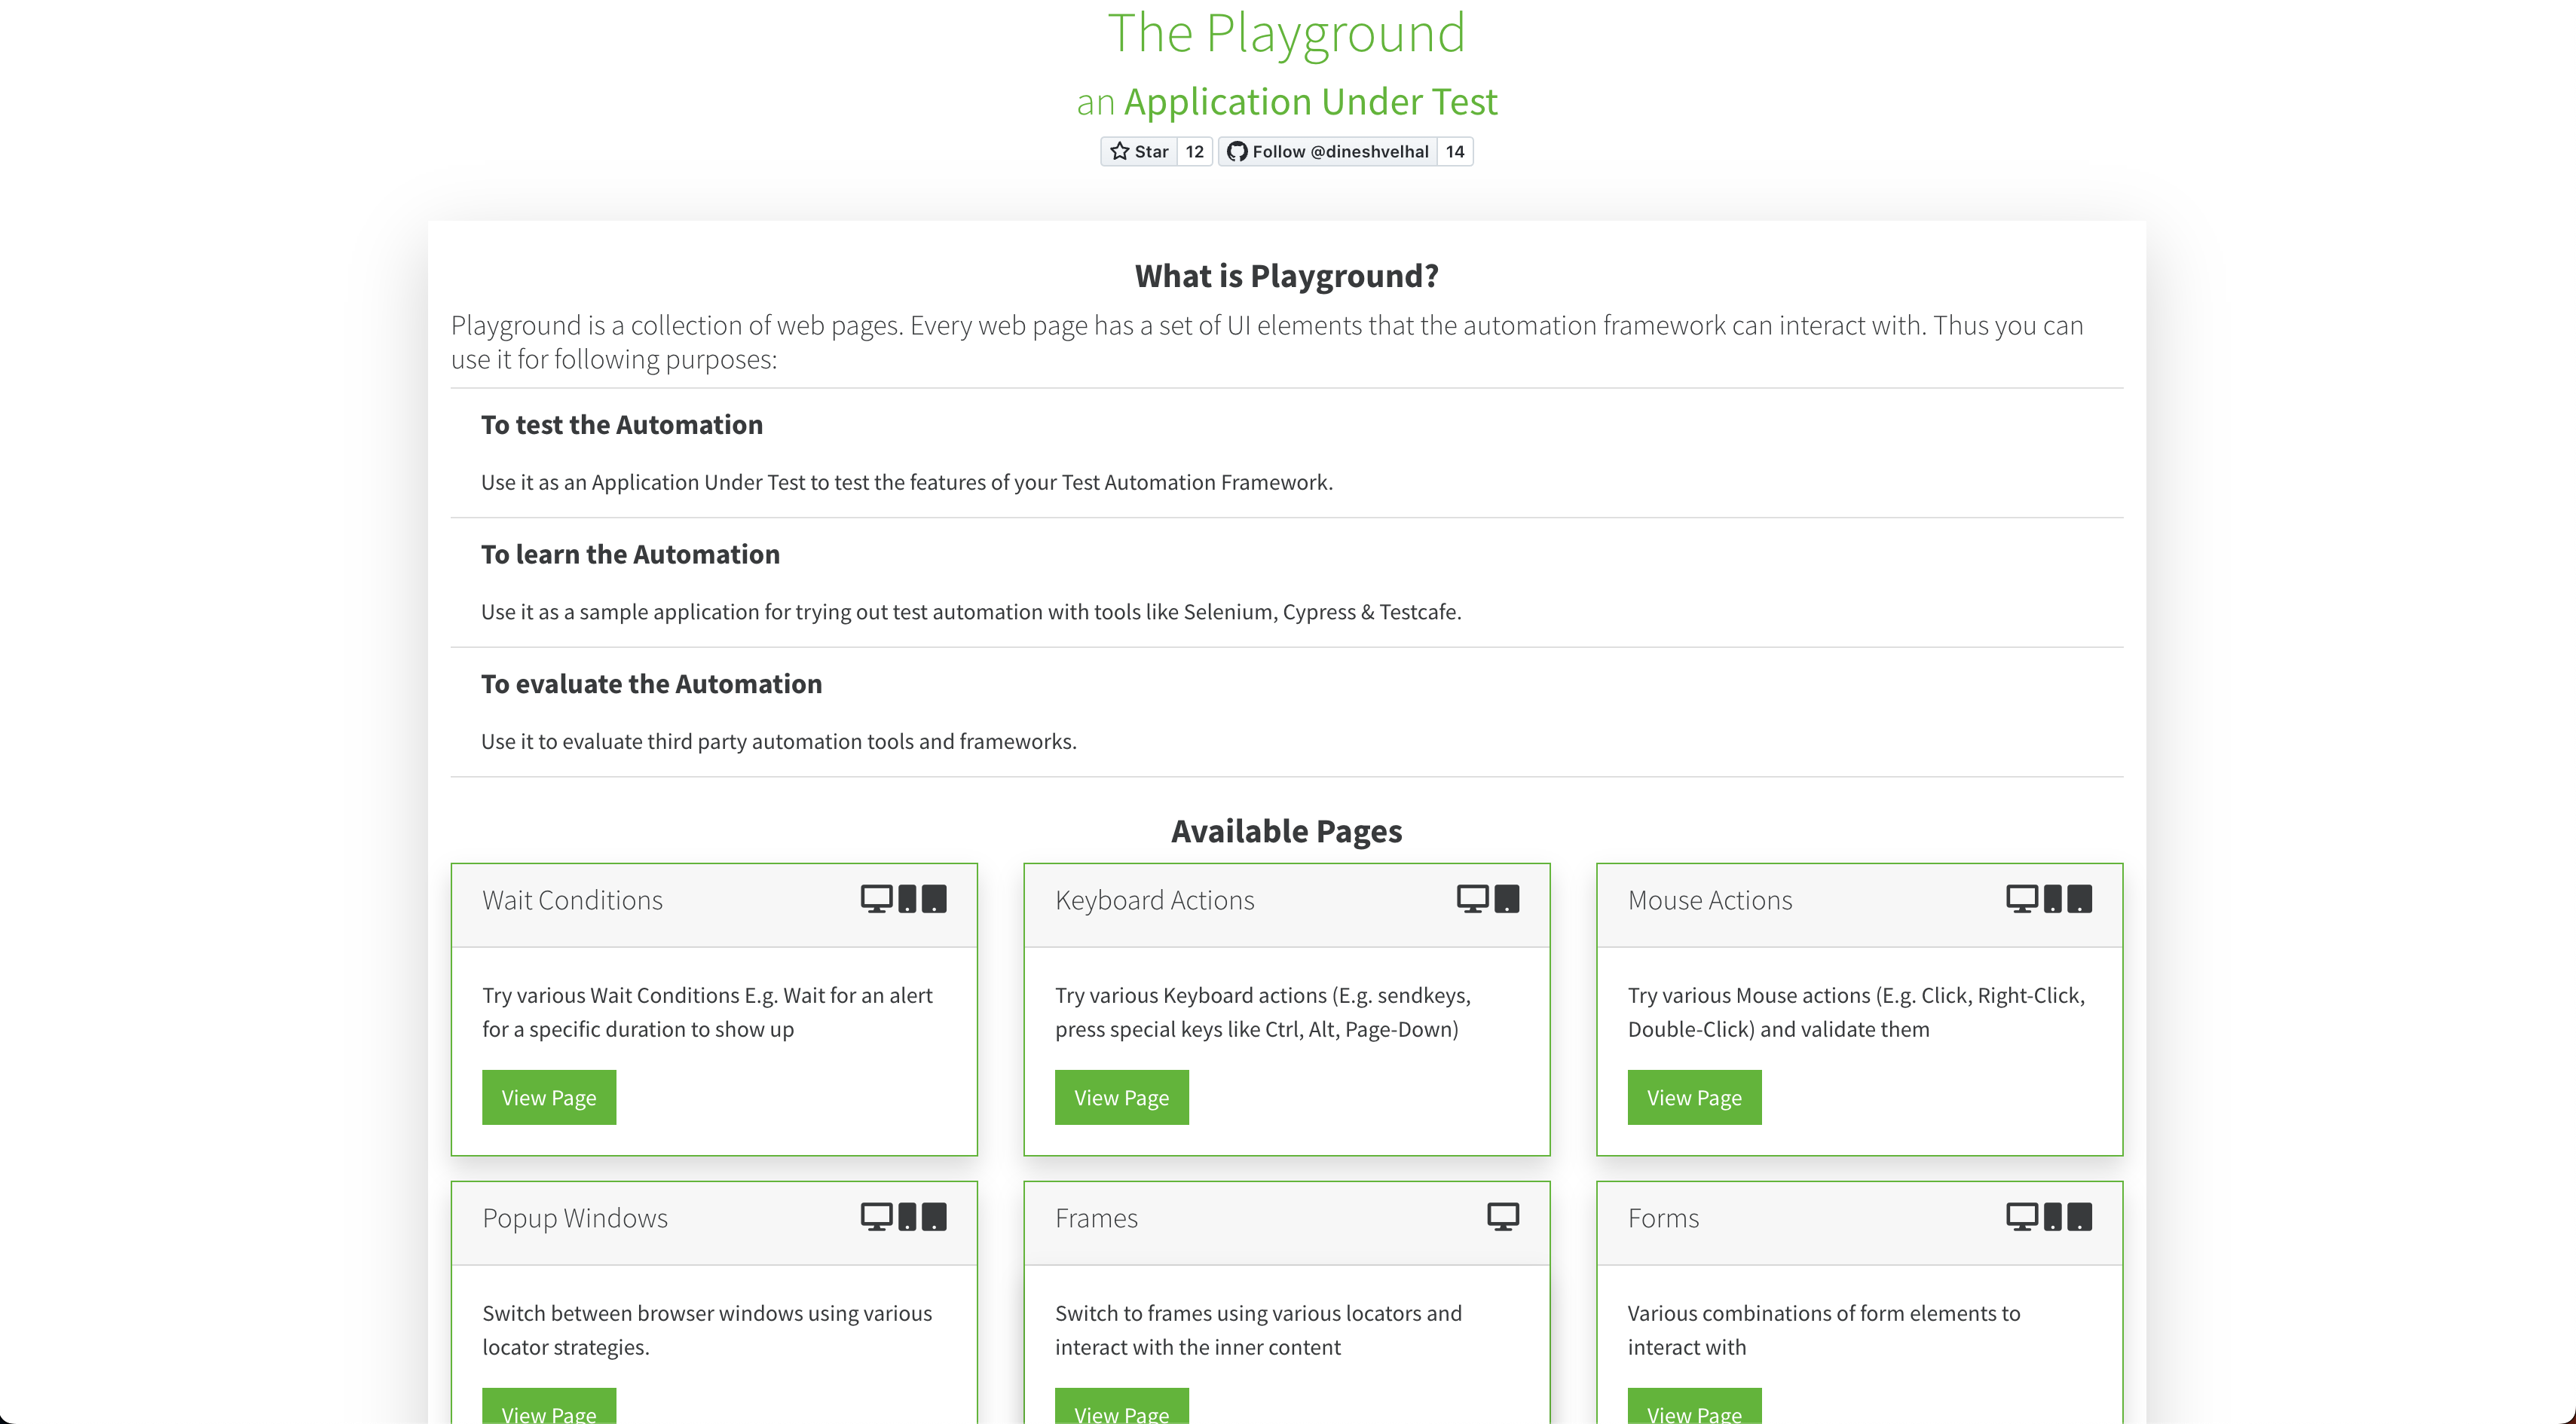 The Playground
an Application Under Test
Star 12 Follow @dineshvelhal 14
What is Playground?
Playground is a collection of web pages. Every web page has a set of UI elements that the automation framework can interact with. Thus you can
use it for following purposes:
To test the Automation
Use it as an Application Under Test to test the features of your Test Automation Framework.
To learn the Automation
Use it as a sample application for trying out test automation with tools like Selenium, Cypress & Testcafe.
To evaluate the Automation
Use it to evaluate third party automation tools and frameworks.
Available Pages
Wait Conditions
Try various Wait Conditions E.g. Wait for an alert
for a specific duration to show up
View Page
Keyboard Actions
Try various Keyboard actions (E.g. sendkeys,
press special keys like Ctrl, Alt, Page-Down)
View Page
Mouse Actions
Try various Mouse actions (E.g. Click, Right-Click,
Double-Click) and validate them
View Page
Popup Windows
Switch between browser windows using various
locator strategies.
View Page
Frames
Switch to frames using various locators and
interact with the inner content
View Page
Forms
Various combinations of form elements to
interact with
View Page